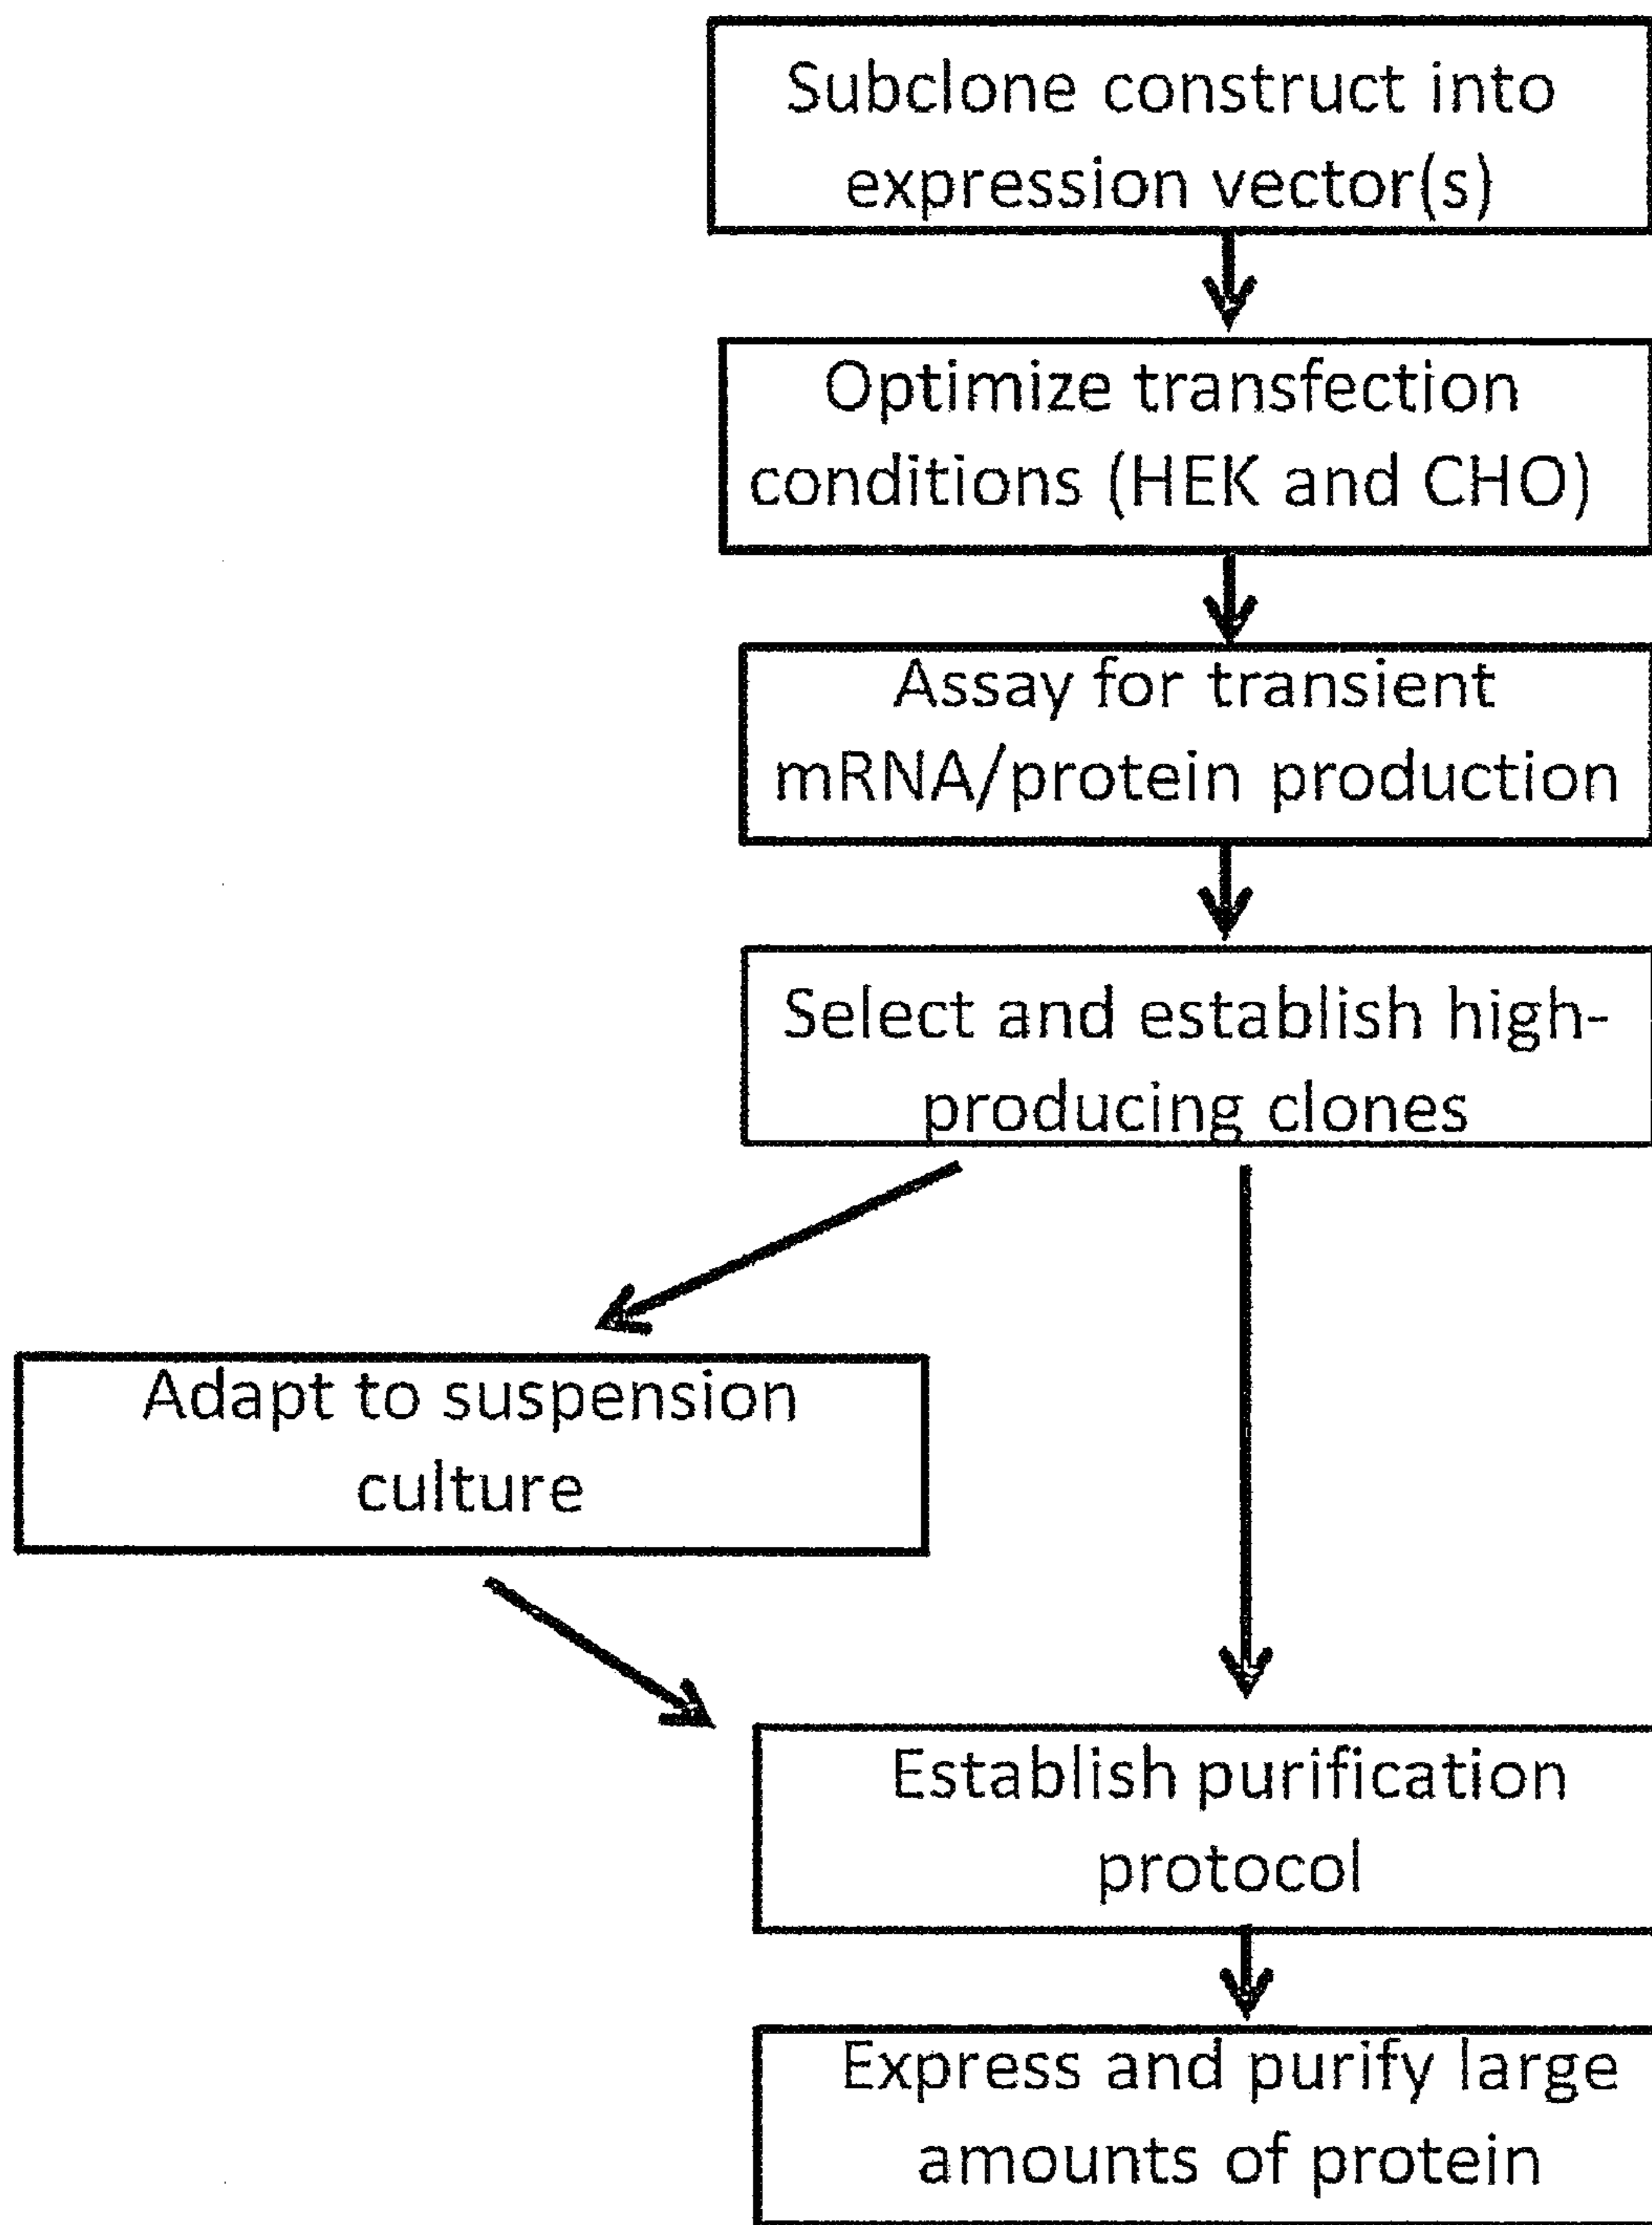 Subclone construct into
expression vector(s)
Optimize transfection
conditions (HEK and CHO)
Assay for transient
mRNA/protein production
Select and establish high-
producing clones
Adapt to suspension
culture
Establish purification
protocol
Express and purify large
amounts of protein